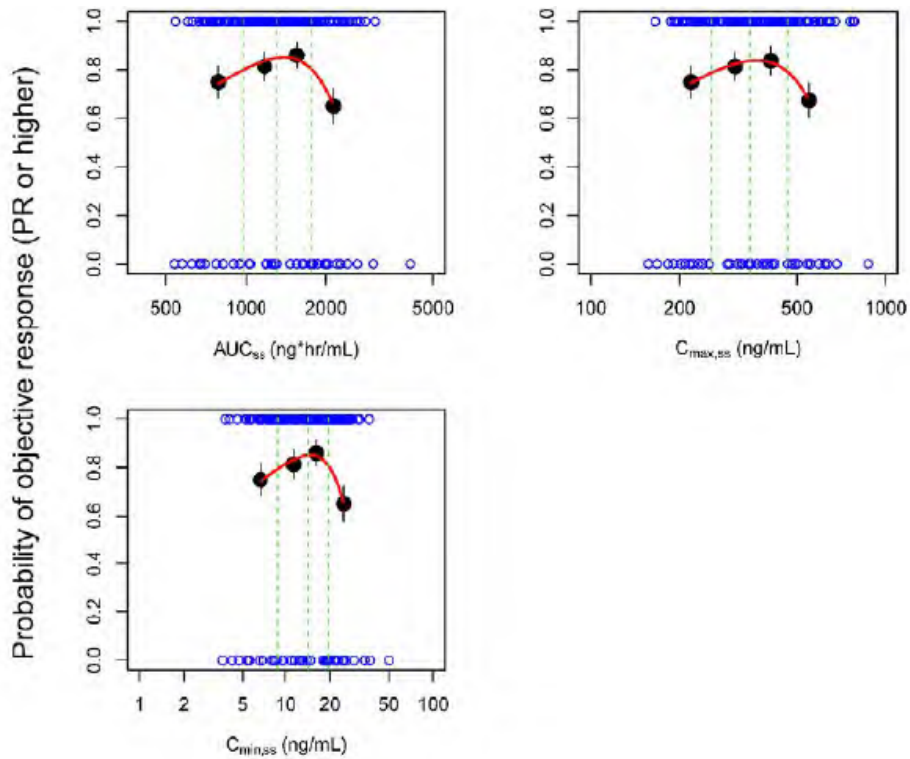 Probability of objective response (PR or higher)
0.0 0.2 0.4 0.6 0.8 1.0
500 1000 2000 5000
AUCss (ng*hr/mL)
0.0 0.2 0.4 0.6 0.8 1.0
100 200 500 1000
Cmax,ss (ng/mL)
0.0 0.2 0.4 0.6 0.8 1.0
1 2 5 10 20 50 100
Cmin,ss (ng/mL)